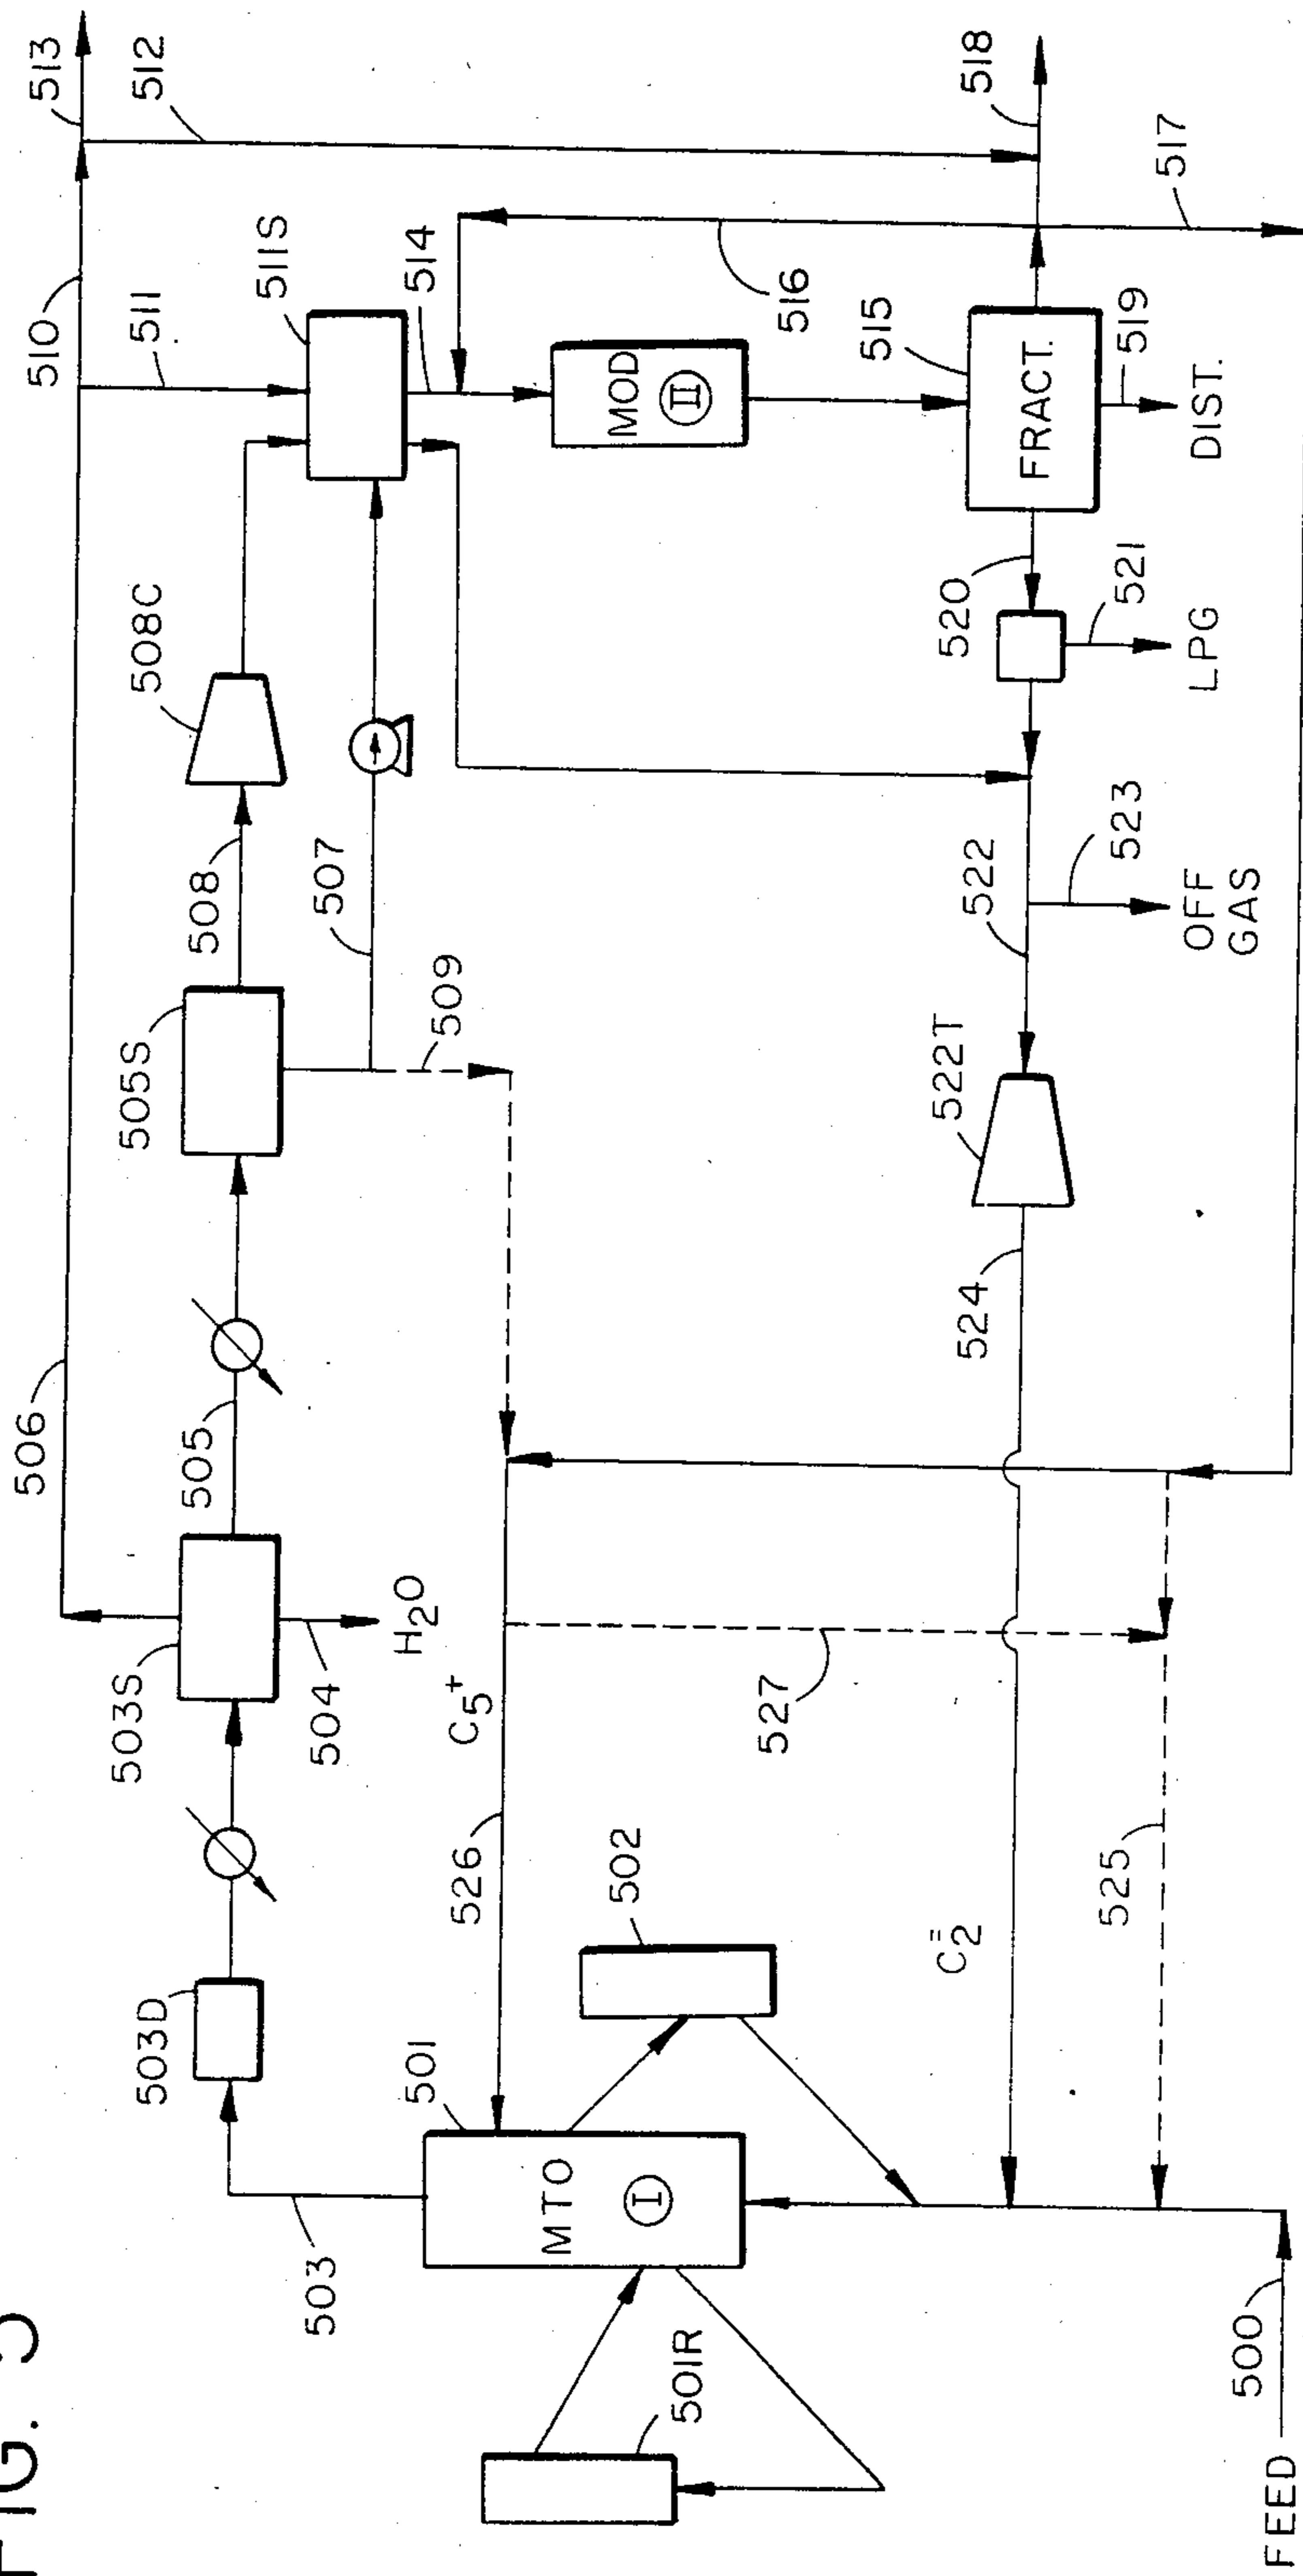 FIG. 5
506
510
513
512
503D
503S
505
505S
508
508C
511
511S
503
504
H2O
507
509
514
501
526
C5+
MTO
I
502
501R
MOD
II
516
515
518
517
527
C2=
524
522T
522
520
FRACT.
525
523
OFF
GAS
521
LPG
519
DIST.
500
FEED